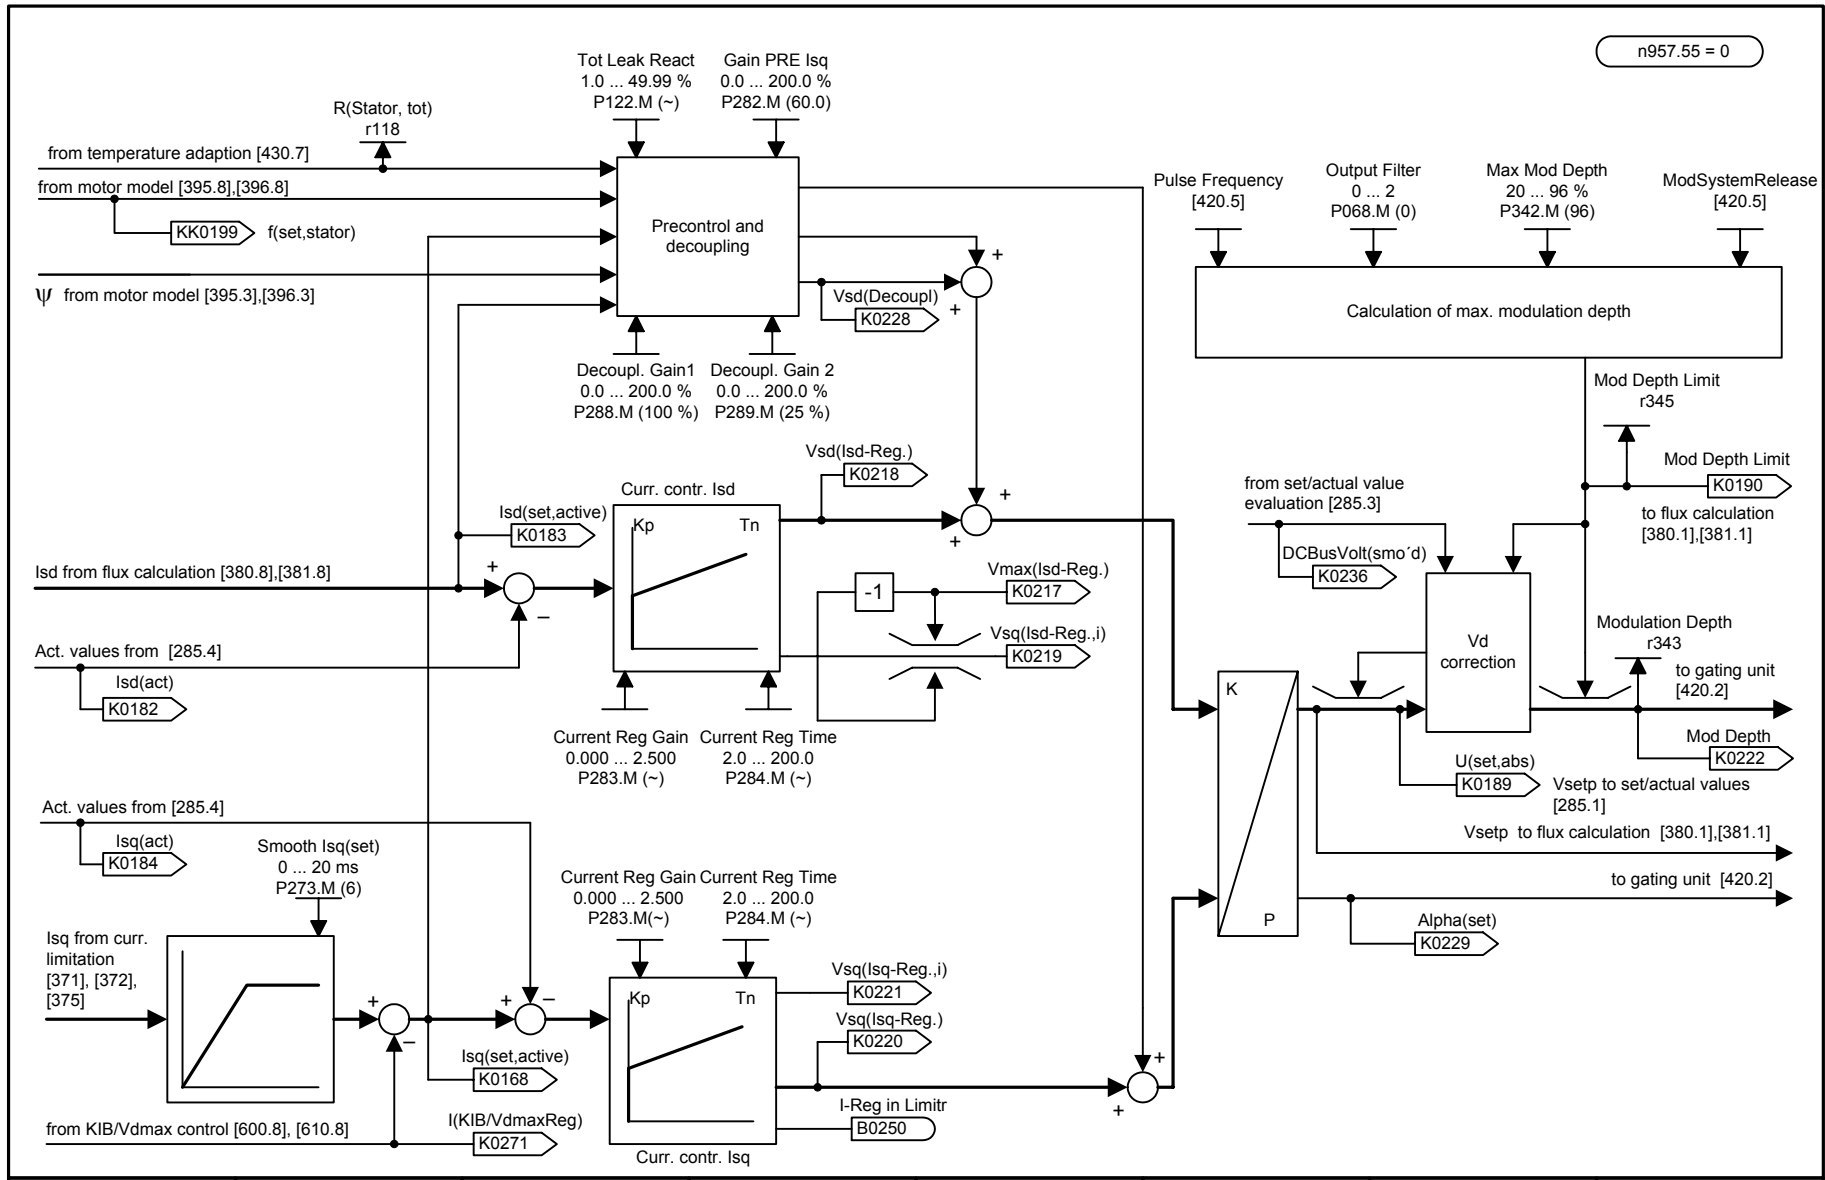 n957.55 = 0
Tot Leak React
1.0 ... 49.99 %
P122.M (~)
Gain PRE Isq
0.0 ... 200.0 %
P282.M (60.0)
R(Stator, tot)
r118
from temperature adaption [430.7]
from motor model [395.8],[396.8]
KK0199
f(set,stator)
Ψ from motor model [395.3],[396.3]
Precontrol and
decoupling
+
+
Vsd(Decoupl)
K0228
Decoupl. Gain1
0.0 ... 200.0 %
P288.M (100 %)
Decoupl. Gain 2
0.0 ... 200.0 %
P289.M (25 %)
Pulse Frequency
[420.5]
Output Filter
0 ... 2
P068.M (0)
Max Mod Depth
20 ... 96 %
P342.M (96)
ModSystemRelease
[420.5]
Calculation of max. modulation depth
Mod Depth Limit
r345
Mod Depth Limit
K0190
to flux calculation
[380.1],[381.1]
from set/actual value
evaluation [285.3]
DCBusVolt(smo´d)
K0236
Vsd(Isd-Reg.)
K0218
Curr. contr. Isd
Kp
Tn
+
+
Isd(set,active)
K0183
Isd from flux calculation [380.8],[381.8]
+
–
Act. values from [285.4]
Isd(act)
K0182
-1
Vmax(Isd-Reg.)
K0217
Vsq(Isd-Reg.,i)
K0219
Current Reg Gain
0.000 ... 2.500
P283.M (~)
Current Reg Time
2.0 ... 200.0
P284.M (~)
Vd
correction
Modulation Depth
r343
to gating unit
[420.2]
Mod Depth
K0222
K
P
U(set,abs)
K0189
Vsetp to set/actual values
[285.1]
Vsetp to flux calculation [380.1],[381.1]
to gating unit [420.2]
Alpha(set)
K0229
Act. values from [285.4]
Isq(act)
K0184
Smooth Isq(set)
0 ... 20 ms
P273.M (6)
Isq from curr.
limitation
[371], [372],
[375]
+
–
+
–
Current Reg Gain
0.000 ... 2.500
P283.M(~)
Current Reg Time
2.0 ... 200.0
P284.M (~)
Kp
Tn
Vsq(Isq-Reg.,i)
K0221
Vsq(Isq-Reg.)
K0220
+
+
Isq(set,active)
K0168
I-Reg in Limitr
B0250
from KIB/Vdmax control [600.8], [610.8]
I(KIB/VdmaxReg)
K0271
Curr. contr. Isq